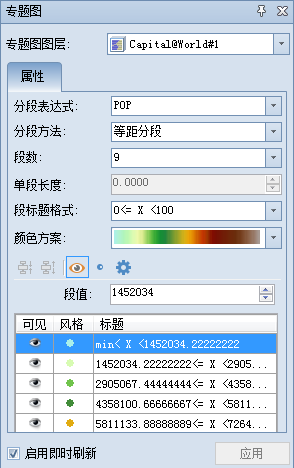 专题图
专题图图层: Capital@World#1
属性
分段表达式: POP
分段方法: 等距分段
段数: 9
单段长度: 0.0000
段标题格式: 0<= X <100
颜色方案:
段值: 1452034
可见 风格 标题
min< X <1452034.22222222
1452034.22222222<= X <2905...
2905067.44444444<= X <4358...
4358100.66666667<= X <5811...
5811133.88888889<= X <7264...
启用即时刷新 应用